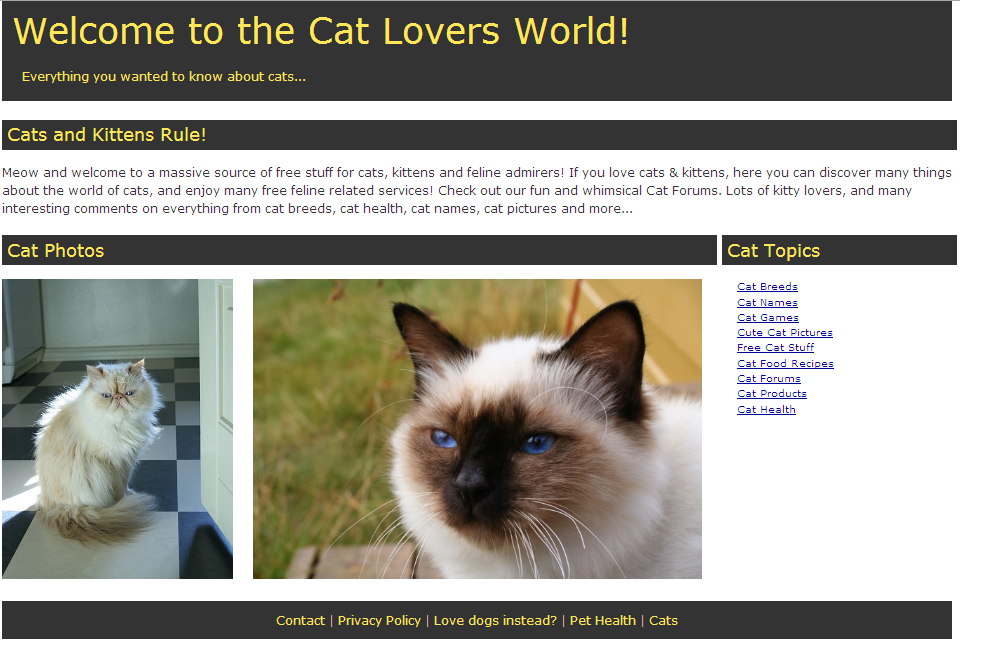 Welcome to the Cat Lovers World!
Everything you wanted to know about cats...
Cats and Kittens Rule!
Meow and welcome to a massive source of free stuff for cats, kittens and feline admirers! If you love cats & kittens, here you can discover many things
about the world of cats, and enjoy many free feline related services! Check out our fun and whimsical Cat Forums. Lots of kitty lovers, and many
interesting comments on everything from cat breeds, cat health, cat names, cat pictures and more...
Cat Photos
Cat Topics
Cat Breeds
Cat Names
Cat Games
Cute Cat Pictures
Free Cat Stuff
Cat Food Recipes
Cat Forums
Cat Products
Cat Health
Contact | Privacy Policy | Love dogs instead? | Pet Health | Cats